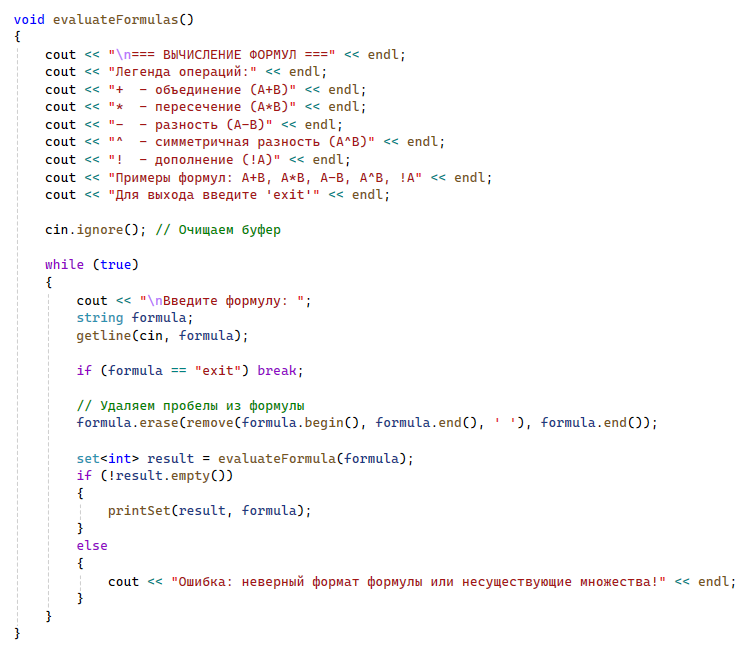 void evaluateFormulas()
{
    cout << "\n=== ВЫЧИСЛЕНИЕ ФОРМУЛ ===" << endl;
    cout << "Легенда операций:" << endl;
    cout << "+  - объединение (A+B)" << endl;
    cout << "*  - пересечение (A*B)" << endl;
    cout << "-  - разность (A-B)" << endl;
    cout << "^  - симметричная разность (A^B)" << endl;
    cout << "!  - дополнение (!A)" << endl;
    cout << "Примеры формул: A+B, A*B, A-B, A^B, !A" << endl;
    cout << "Для выхода введите 'exit'" << endl;

    cin.ignore(); // Очищаем буфер

    while (true)
    {
        cout << "\nВведите формулу: ";
        string formula;
        getline(cin, formula);

        if (formula == "exit") break;

        // Удаляем пробелы из формулы
        formula.erase(remove(formula.begin(), formula.end(), ' '), formula.end());

        set<int> result = evaluateFormula(formula);
        if (!result.empty())
        {
            printSet(result, formula);
        }
        else
        {
            cout << "Ошибка: неверный формат формулы или несуществующие множества!" << endl;
        }
    }
}